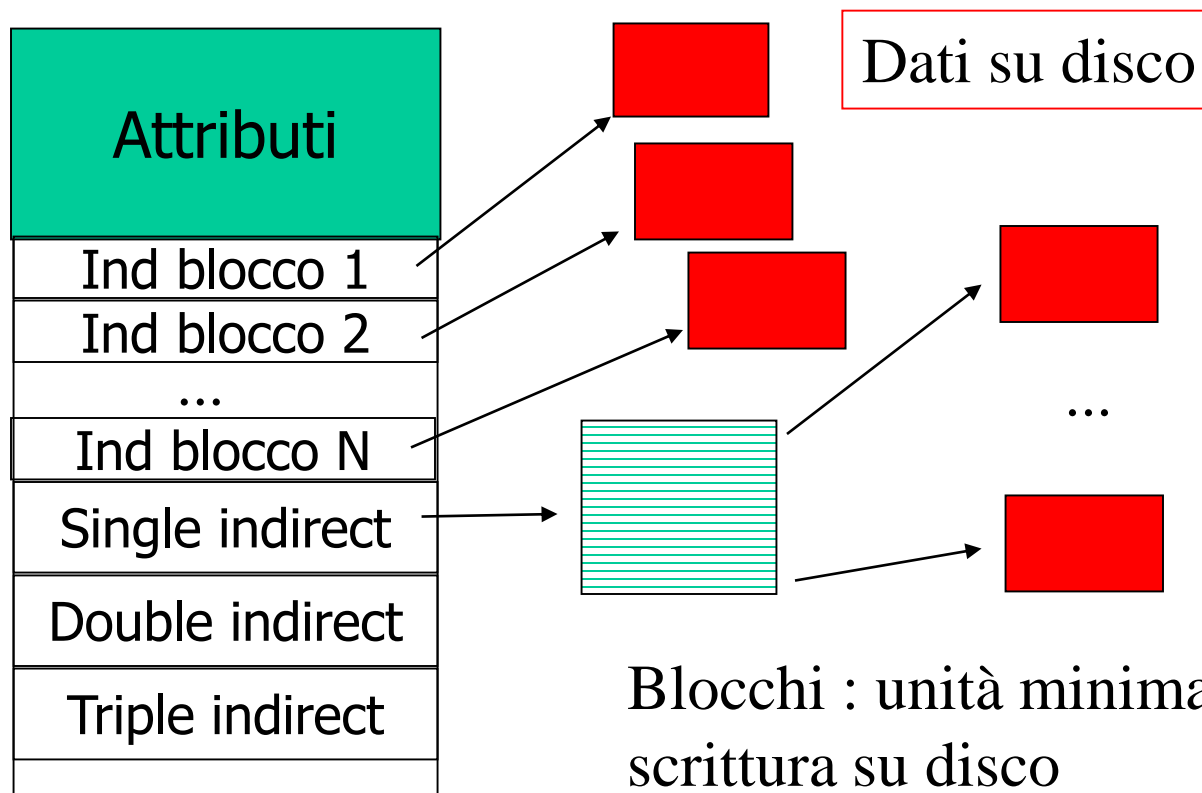 Dati su disco
Attributi
Ind blocco 1
Ind blocco 2
...
Ind blocco N
Single indirect
Double indirect
Triple indirect
...
Blocchi : unità minima
scrittura su disco